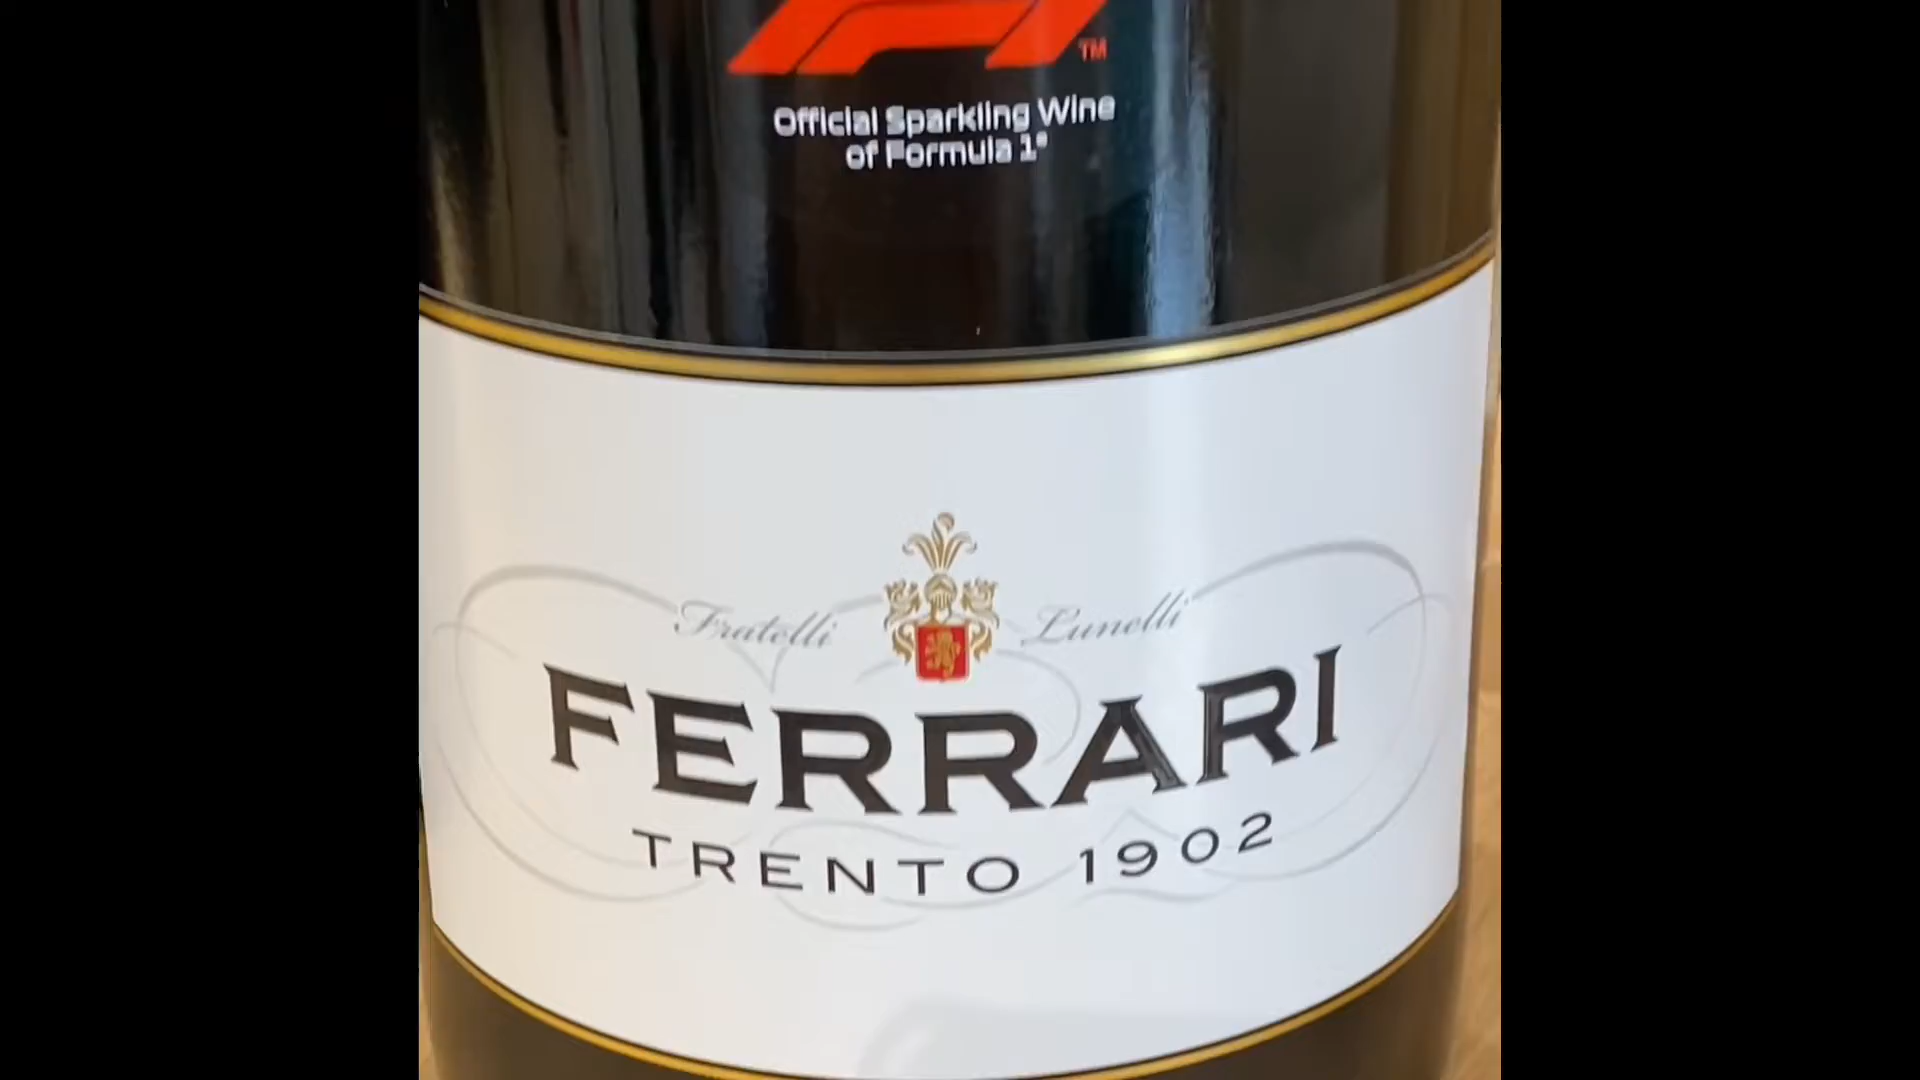 TM
Official Sparkling Wine
of Formula 1®
Fratelli Lunelli
FERRARI
TRENTO 1902